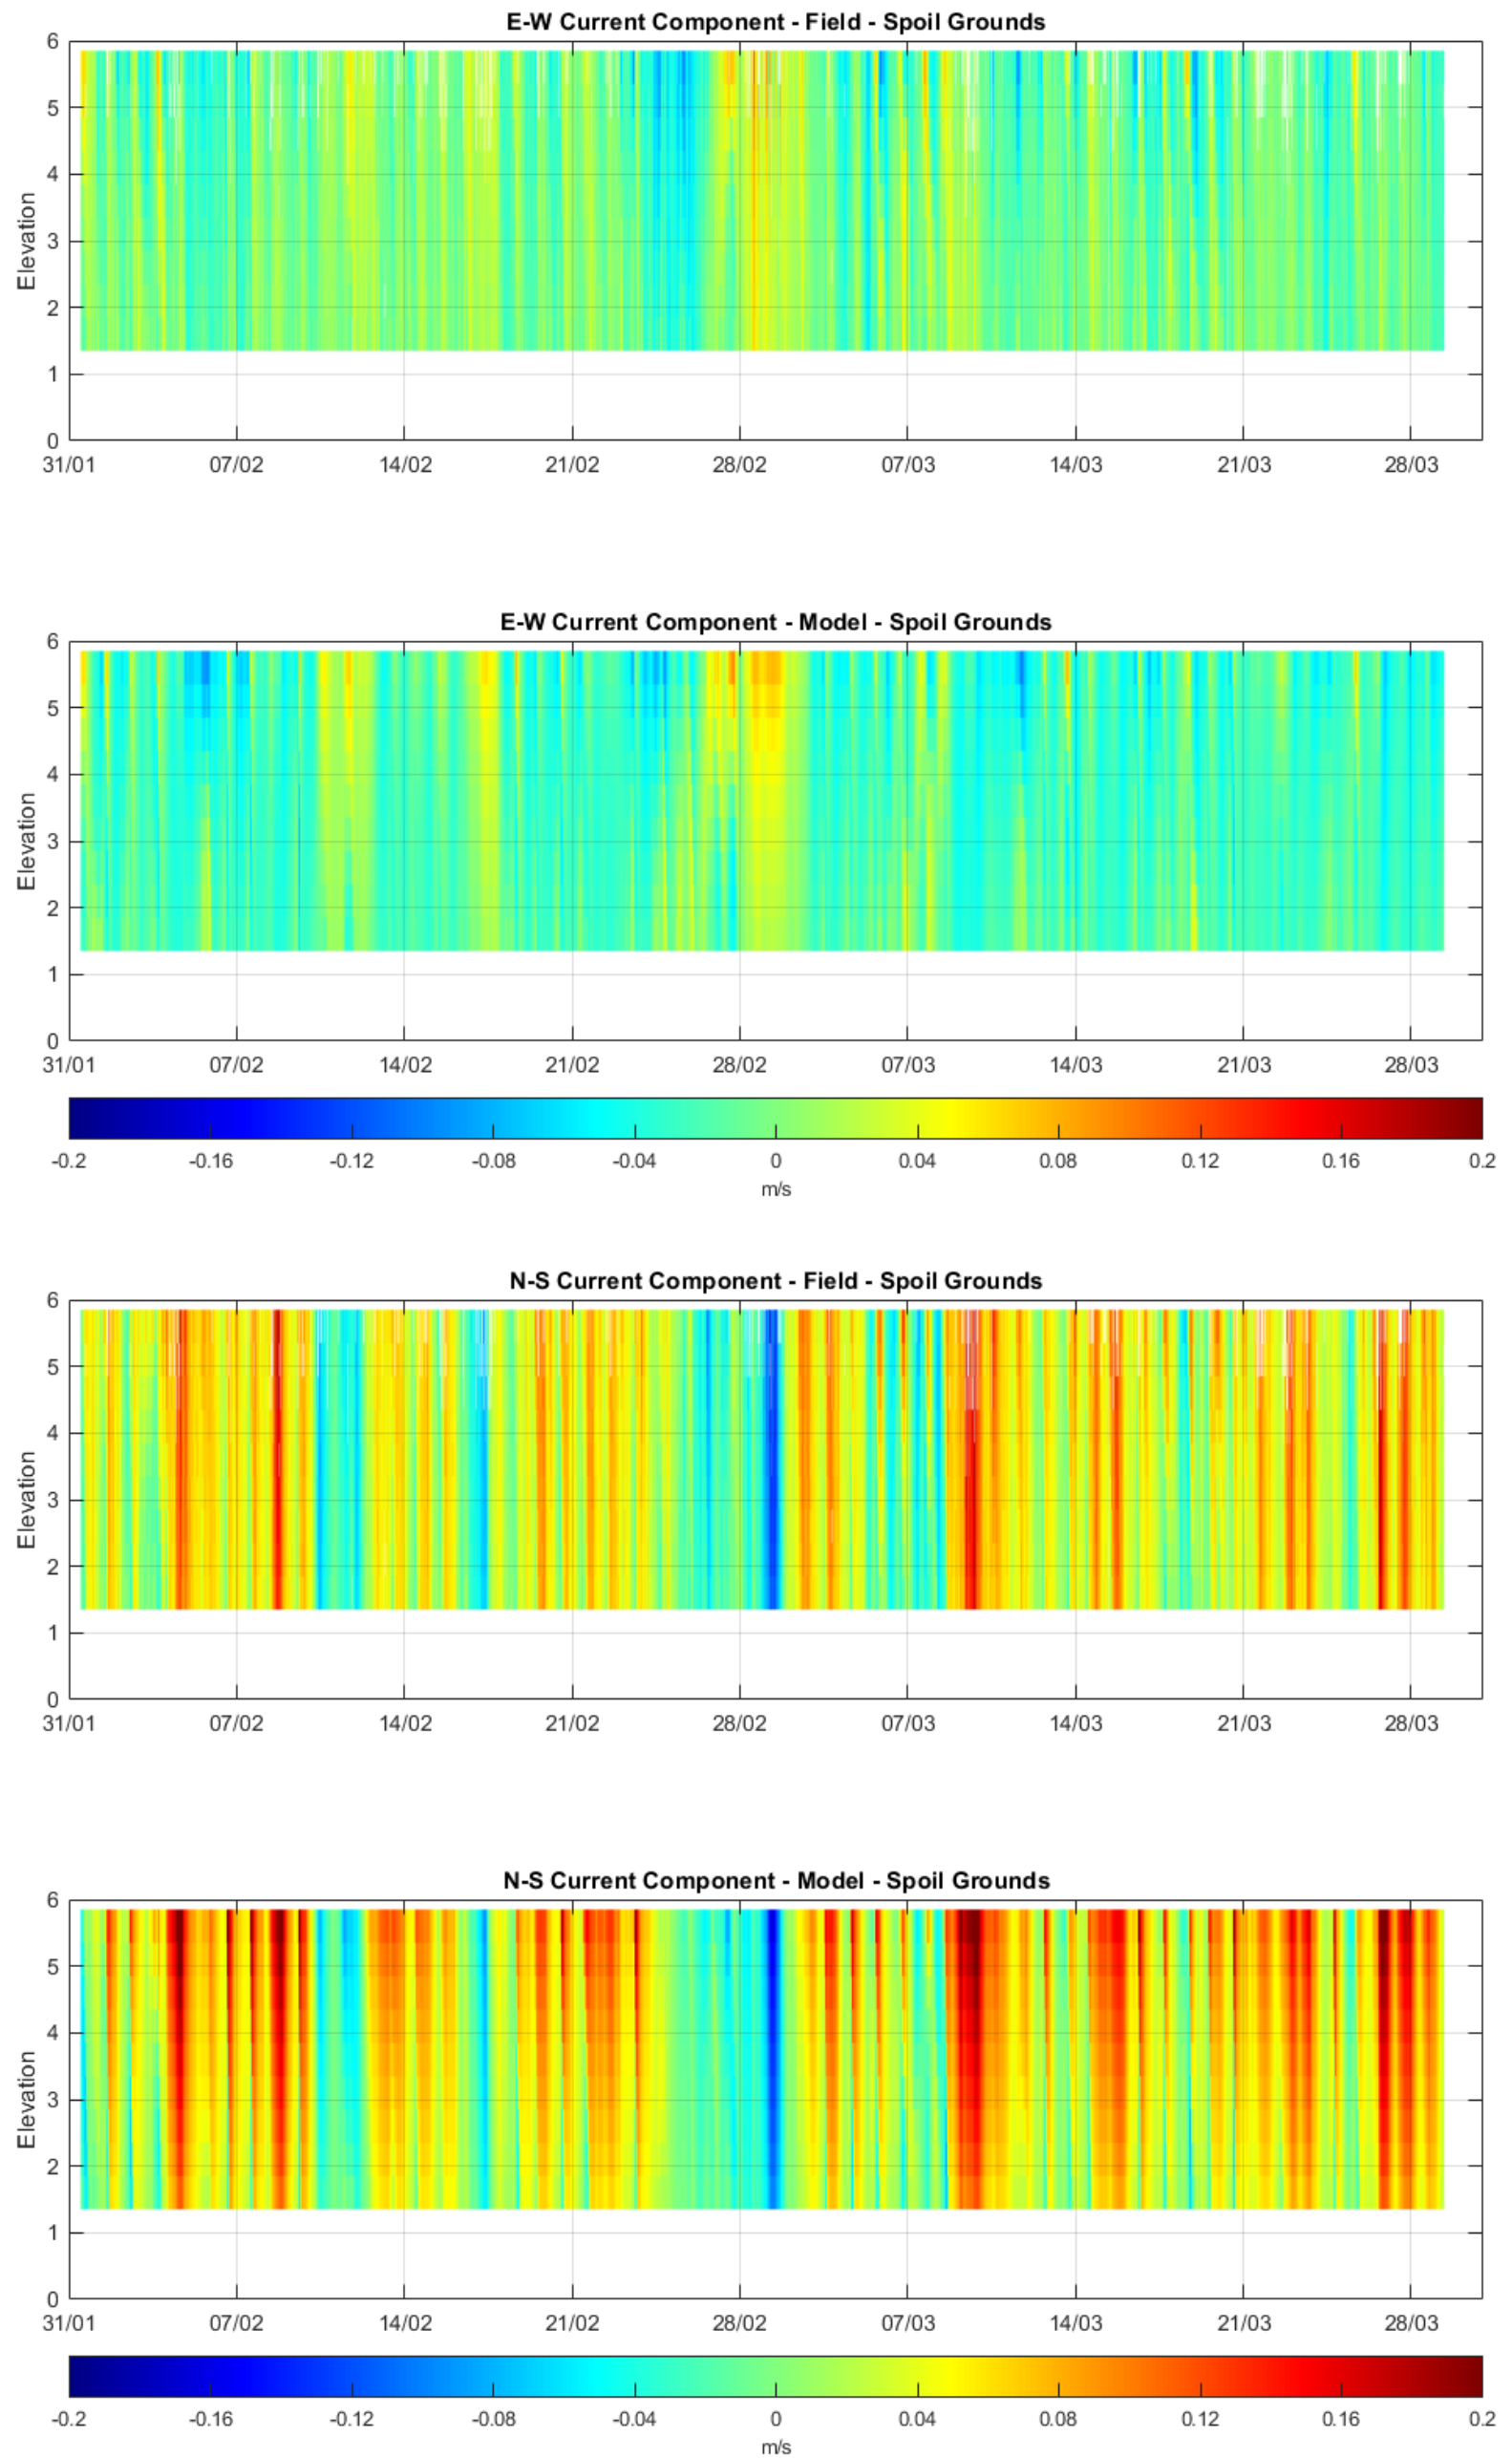 E-W Current Component - Field - Spoil Grounds
6
5
4
3
2
1
0
Elevation
31/01 07/02 14/02 21/02 28/02 07/03 14/03 21/03 28/03
E-W Current Component - Model - Spoil Grounds
6
5
4
3
2
1
0
Elevation
31/01 07/02 14/02 21/02 28/02 07/03 14/03 21/03 28/03
-0.2 -0.16 -0.12 -0.08 -0.04 0 0.04 0.08 0.12 0.16 0.2
m/s
N-S Current Component - Field - Spoil Grounds
6
5
4
3
2
1
0
Elevation
31/01 07/02 14/02 21/02 28/02 07/03 14/03 21/03 28/03
N-S Current Component - Model - Spoil Grounds
6
5
4
3
2
1
0
Elevation
31/01 07/02 14/02 21/02 28/02 07/03 14/03 21/03 28/03
-0.2 -0.16 -0.12 -0.08 -0.04 0 0.04 0.08 0.12 0.16 0.2
m/s